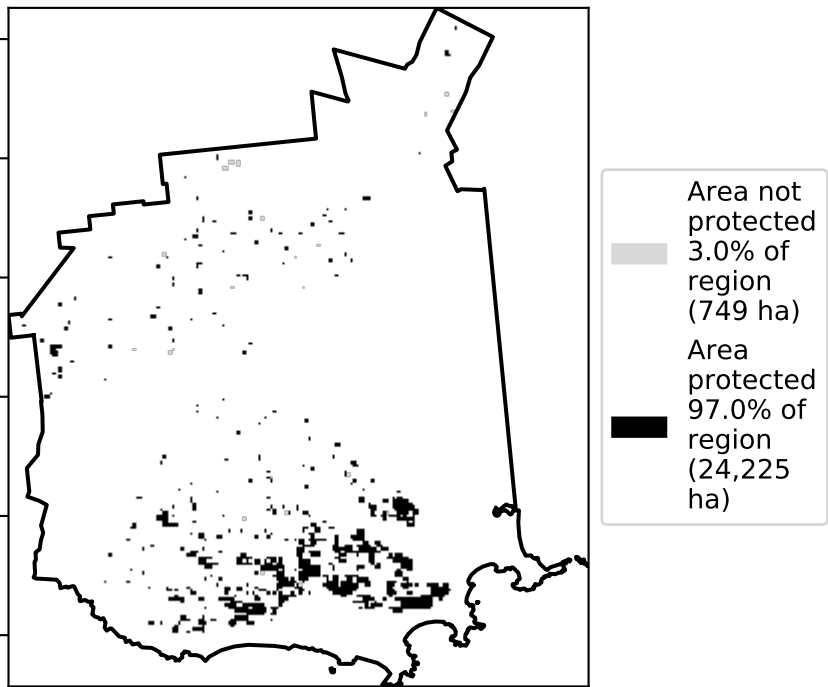 Area not
protected
3.0% of
region
(749 ha)
Area
protected
97.0% of
region
(24,225
ha)